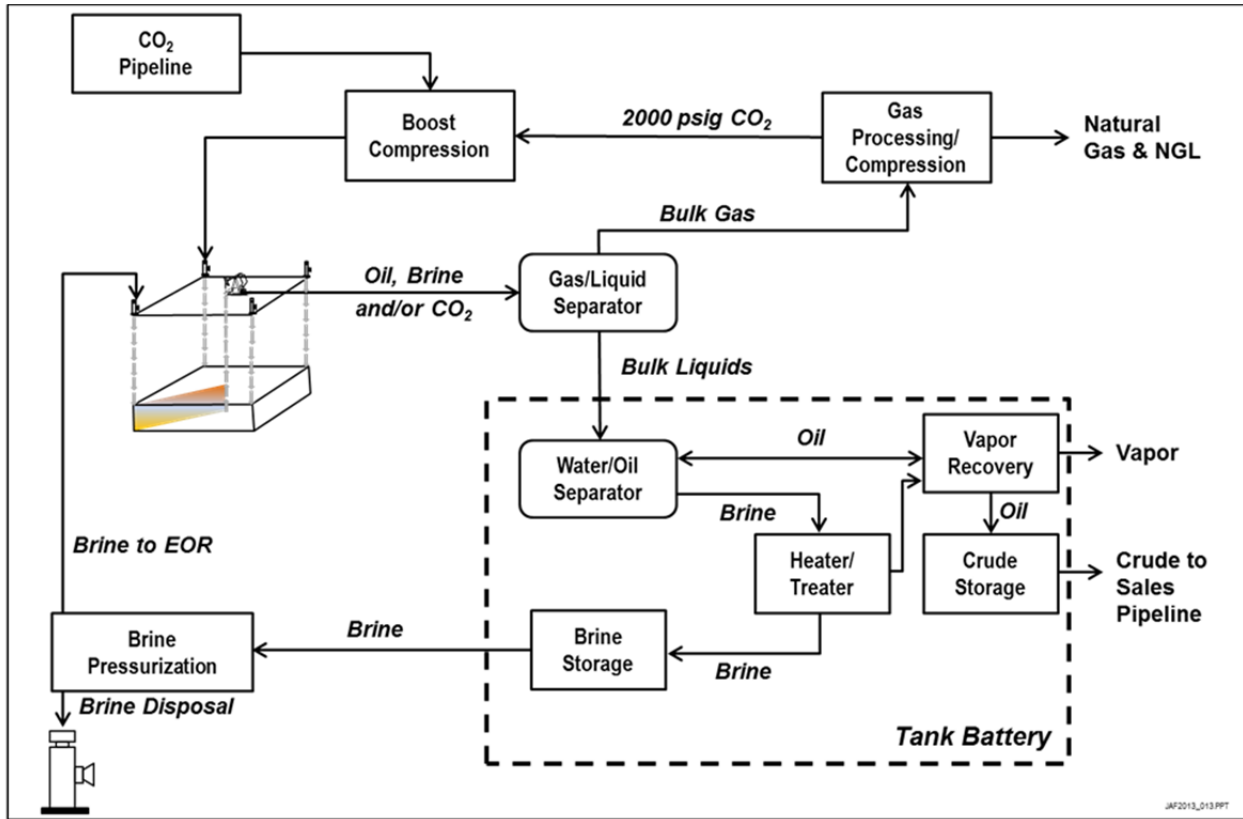 CO₂
Pipeline
Boost
Compression
2000 psig CO₂
Gas
Processing/
Compression
Natural
Gas & NGL
Bulk Gas
Oil, Brine
and/or CO₂
Gas/Liquid
Separator
Bulk Liquids
Water/Oil
Separator
Oil
Vapor
Recovery
Vapor
Brine
Oil
Heater/
Treater
Crude
Storage
Crude to
Sales
Pipeline
Brine to EOR
Brine
Pressurization
Brine
Brine
Storage
Brine
Brine Disposal
Tank Battery
JAF2013_013.PPT